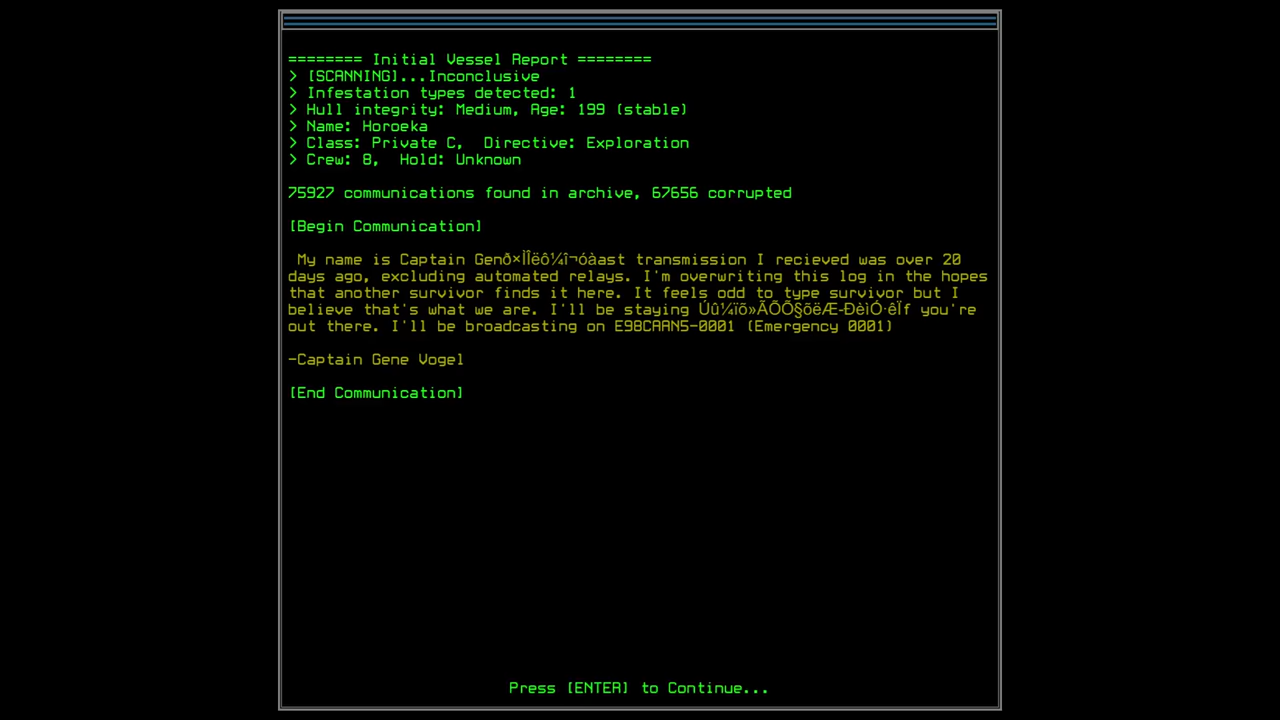 ======== Initial Vessel Report ========
> [SCANNING]...Inconclusive
> Infestation types detected: 1
> Hull integrity: Medium, Age: 199 (stable)
> Name: Horoeka
> Class: Private C,  Directive: Exploration
> Crew: 8,  Hold: Unknown
75927 communications found in archive, 67656 corrupted
[Begin Communication]
My name is Captain Genð×ÌÎëô¼î¬óàast transmission I recieved was over 20
days ago, excluding automated relays. I'm overwriting this log in the hopes
that another survivor finds it here. It feels odd to type survivor but I
believe that's what we are. I'll be staying Úû¼ïõ»ÃÕÕ§õëÆ-ÐèìÓ·êÏf you're
out there. I'll be broadcasting on E98CAAN5-0001 (Emergency 0001)
-Captain Gene Vogel
[End Communication]
Press [ENTER] to Continue...